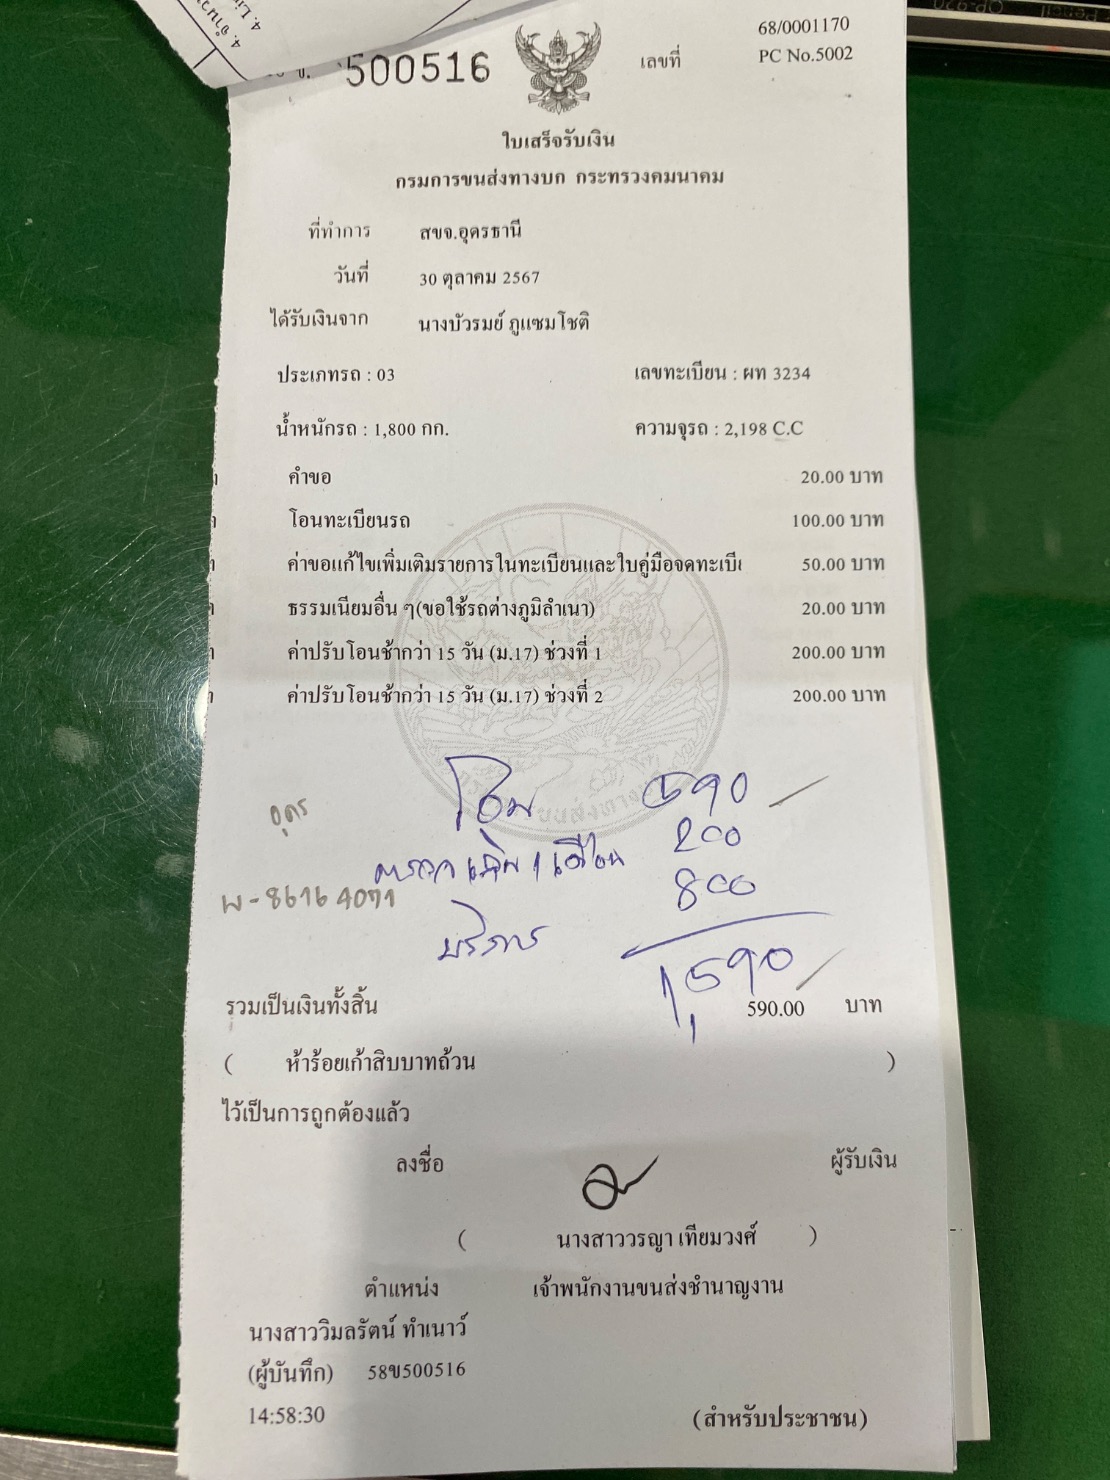 500516
เลขที่ 68/0001170
PC No.5002
ใบเสร็จรับเงิน
กรมการขนส่งทางบก กระทรวงคมนาคม
ที่ทำการ สขจ.อุดรธานี
วันที่ 30 ตุลาคม 2567
ได้รับเงินจาก นางบัวรมย์ ภูแซมโชติ
ประเภทรถ : 03 เลขทะเบียน : ผท 3234
น้ำหนักรถ : 1,800 กก. ความจุรถ : 2,198 C.C
คำขอ 20.00 บาท
โอนทะเบียนรถ 100.00 บาท
ค่าขอแก้ไขเพิ่มเติมรายการในทะเบียนและใบคู่มือจดทะเบี 50.00 บาท
ธรรมเนียมอื่น ๆ(ขอใช้รถต่างภูมิลำเนา) 20.00 บาท
ค่าปรับโอนช้ากว่า 15 วัน (ม.17) ช่วงที่ 1 200.00 บาท
ค่าปรับโอนช้ากว่า 15 วัน (ม.17) ช่วงที่ 2 200.00 บาท
โอน 590
อุดร
200
800
บริการ
1,590
รวมเป็นเงินทั้งสิ้น 590.00 บาท
( ห้าร้อยเก้าสิบบาทถ้วน )
ไว้เป็นการถูกต้องแล้ว
ลงชื่อ ผู้รับเงิน
( นางสาววรญา เทียมวงศ์ )
ตำแหน่ง เจ้าพนักงานขนส่งชำนาญงาน
นางสาววิมลรัตน์ ทำเนาว์
(ผู้บันทึก) 58ข500516
14:58:30 (สำหรับประชาชน)